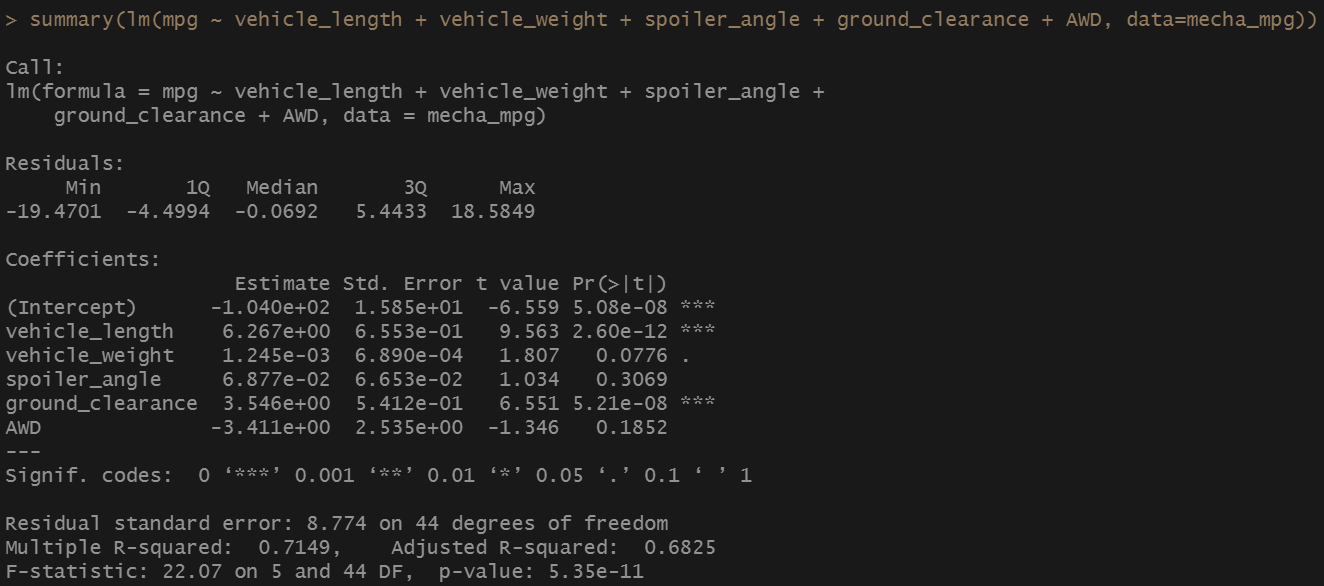 > summary(lm(mpg ~ vehicle_length + vehicle_weight + spoiler_angle + ground_clearance + AWD, data=mecha_mpg))

Call:
lm(formula = mpg ~ vehicle_length + vehicle_weight + spoiler_angle +
    ground_clearance + AWD, data = mecha_mpg)

Residuals:
     Min       1Q   Median       3Q      Max
-19.4701  -4.4994  -0.0692   5.4433  18.5849

Coefficients:
                   Estimate Std. Error t value Pr(>|t|)
(Intercept)      -1.040e+02  1.585e+01  -6.559 5.08e-08 ***
vehicle_length    6.267e+00  6.553e-01   9.563 2.60e-12 ***
vehicle_weight    1.245e-03  6.890e-04   1.807   0.0776 .
spoiler_angle     6.877e-02  6.653e-02   1.034   0.3069
ground_clearance  3.546e+00  5.412e-01   6.551 5.21e-08 ***
AWD              -3.411e+00  2.535e+00  -1.346   0.1852
---
Signif. codes:  0 ‘***’ 0.001 ‘**’ 0.01 ‘*’ 0.05 ‘.’ 0.1 ‘ ’ 1

Residual standard error: 8.774 on 44 degrees of freedom
Multiple R-squared:  0.7149,    Adjusted R-squared:  0.6825
F-statistic: 22.07 on 5 and 44 DF,  p-value: 5.35e-11